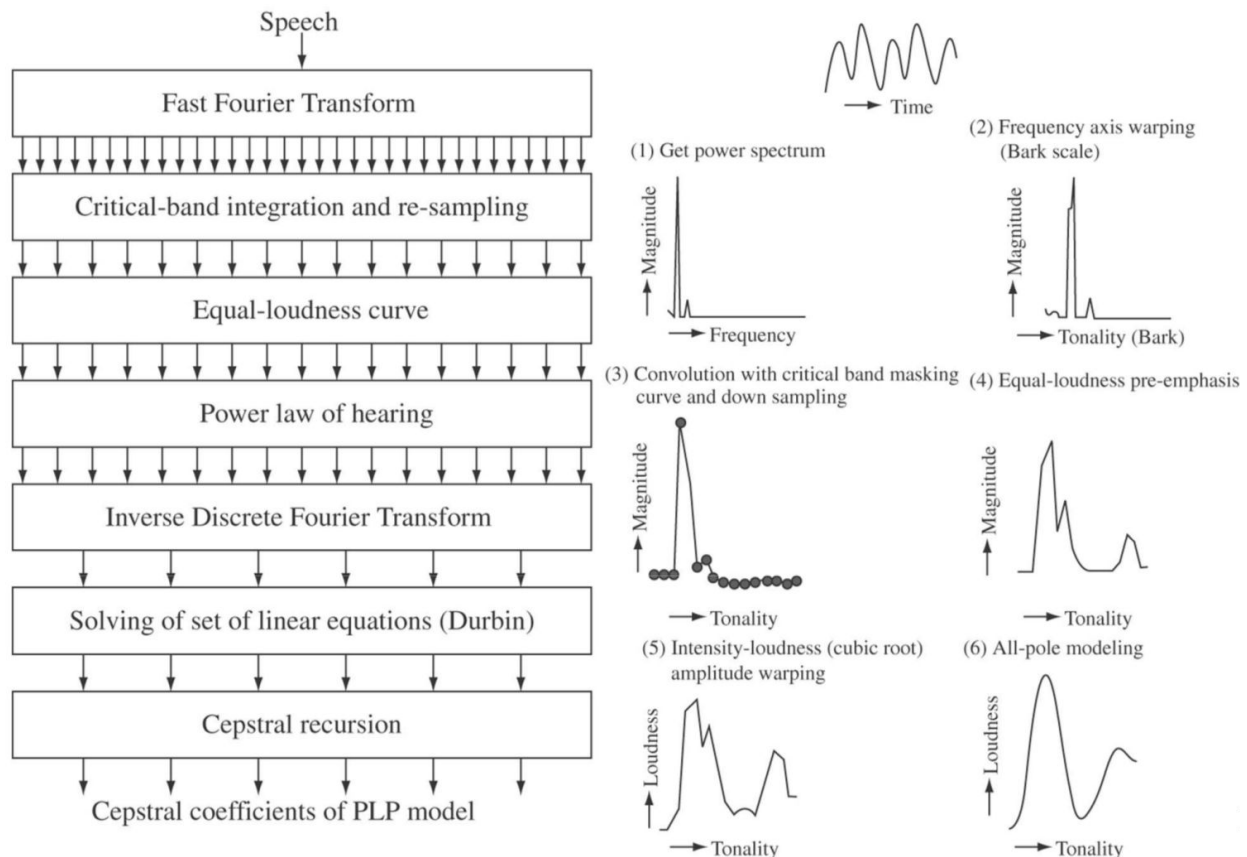 Speech
Fast Fourier Transform
Critical-band integration and re-sampling
Equal-loudness curve
Power law of hearing
Inverse Discrete Fourier Transform
Solving of set of linear equations (Durbin)
Cepstral recursion
Cepstral coefficients of PLP model
Time
(1) Get power spectrum
Magnitude
Frequency
(2) Frequency axis warping
(Bark scale)
Magnitude
Tonality (Bark)
(3) Convolution with critical band masking
curve and down sampling
Magnitude
Tonality
(4) Equal-loudness pre-emphasis
Magnitude
Tonality
(5) Intensity-loudness (cubic root)
amplitude warping
Loudness
Tonality
(6) All-pole modeling
Loudness
Tonality